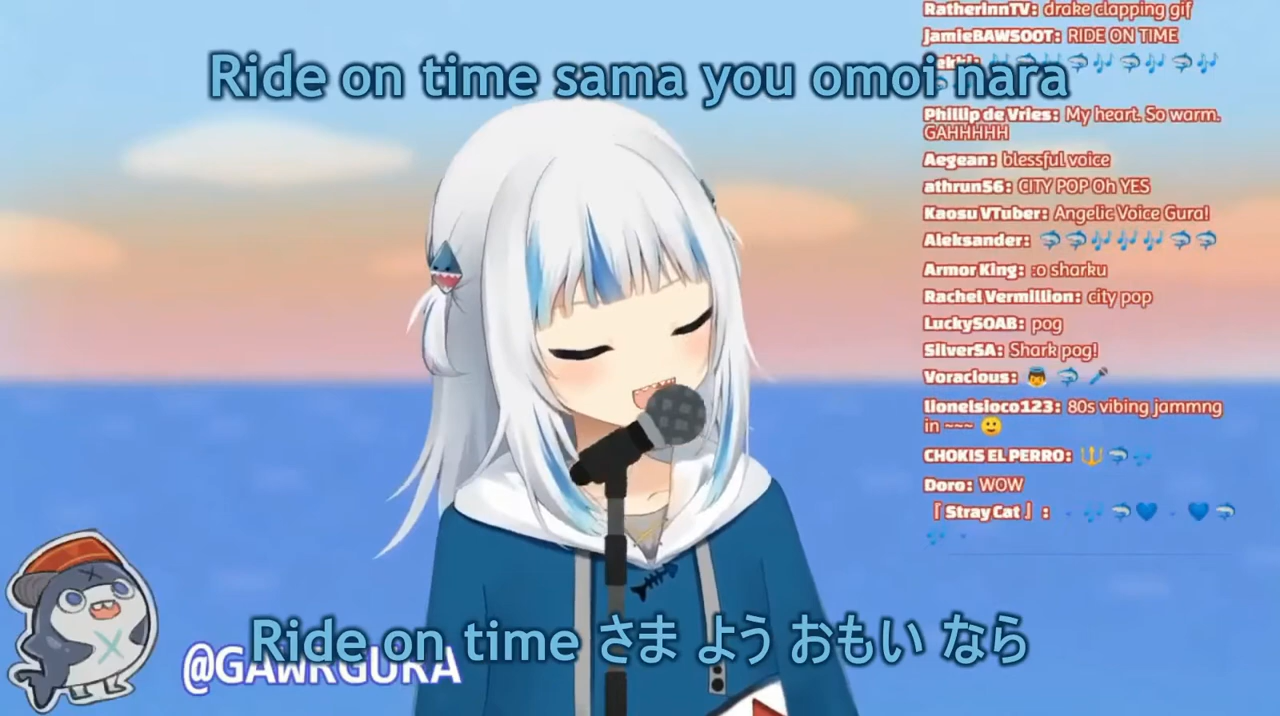 Ride on time sama you omoi nara
RatherinnTV: drake clapping gif
JamieBAWSOOT: RIDE ON TIME
Phillip de Vries: My heart. So warm.
GAHHHHH
Aegean: blessful voice
athrun56: CITY POP Oh YES
Kaosu VTuber: Angelic Voice Gura!
Aleksander: 🦈🦈🎶🎶🎶🦈🦈
Armor King: :o sharku
Rachel Vermillion: city pop
LuckySOAB: pog
SilverSA: Shark pog!
Voracious: 👼 🦈 🎤
lionelsloco123: 80s vibing jammng
in ~~~ 🙂
CHOKIS EL PERRO: 🔱🦈🎶
Doro: WOW
『Stray Cat』:
Ride on time さま よう おもい なら
@GAWRGURA